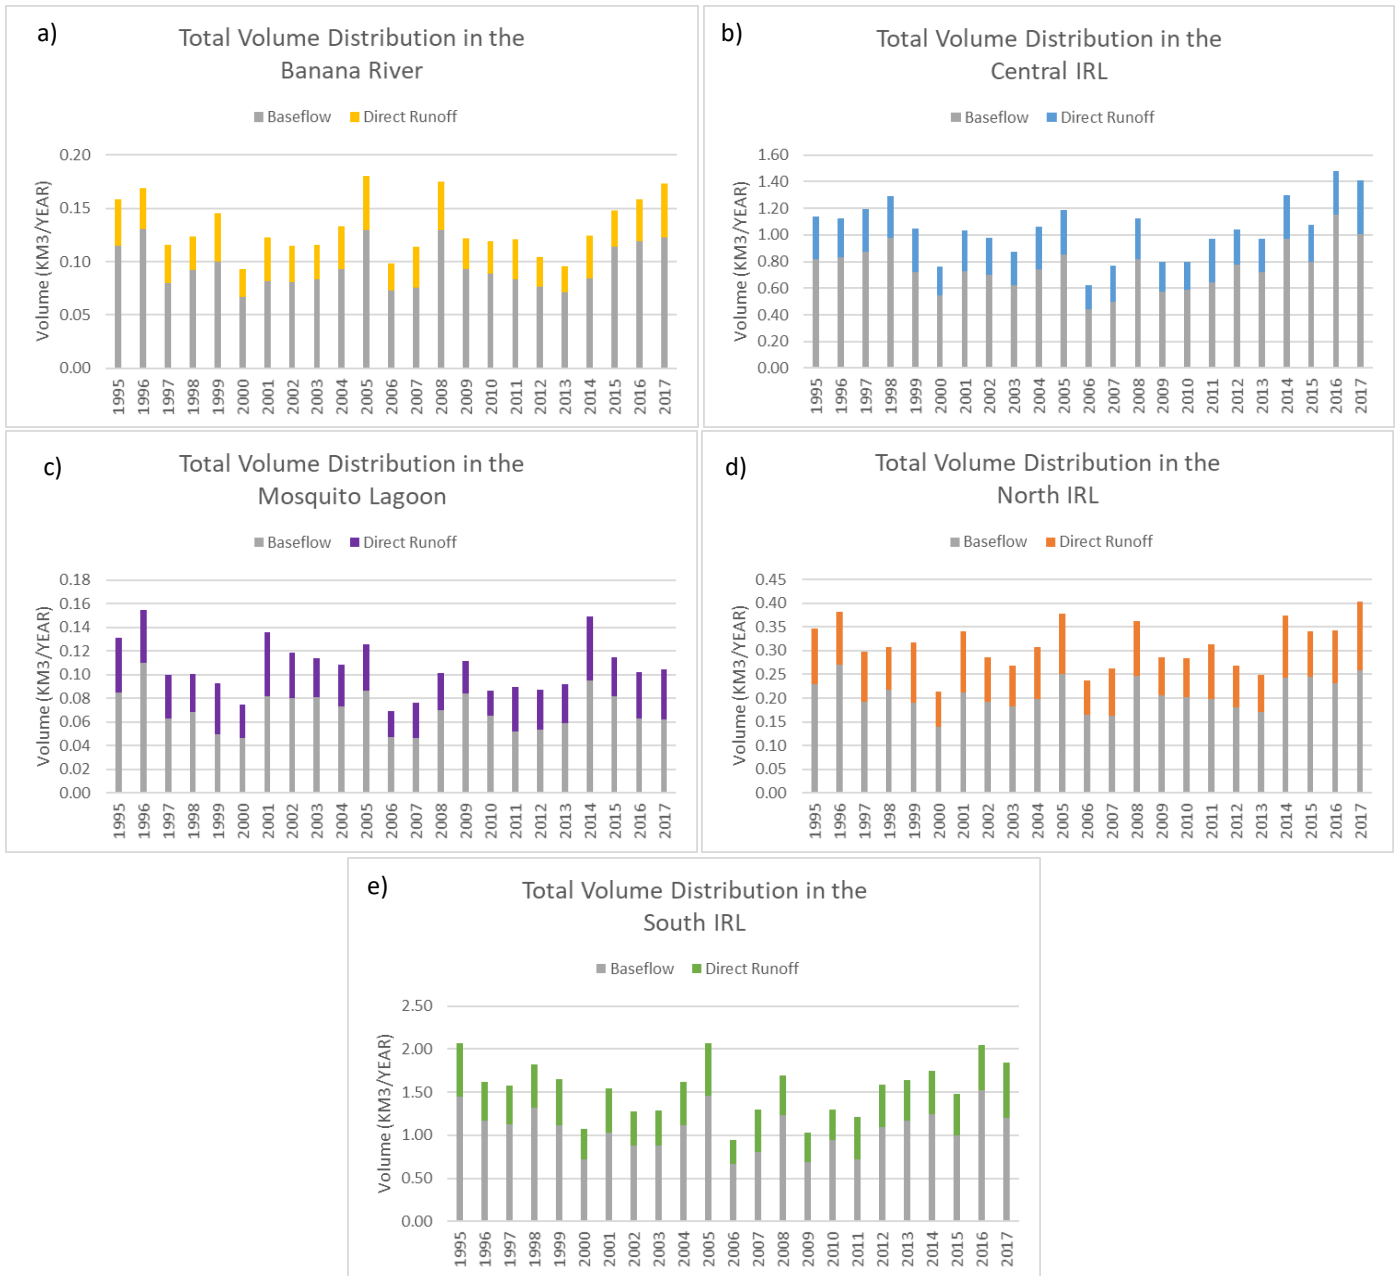 a)
Total Volume Distribution in the
Banana River
Baseflow Direct Runoff
Volume (KM3/YEAR)
0.20
0.15
0.10
0.05
0.00
1995 1996 1997 1998 1999 2000 2001 2002 2003 2004 2005 2006 2007 2008 2009 2010 2011 2012 2013 2014 2015 2016 2017
b)
Total Volume Distribution in the
Central IRL
Baseflow Direct Runoff
Volume (KM3/YEAR)
1.60
1.40
1.20
1.00
0.80
0.60
0.40
0.20
0.00
1995 1996 1997 1998 1999 2000 2001 2002 2003 2004 2005 2006 2007 2008 2009 2010 2011 2012 2013 2014 2015 2016 2017
c)
Total Volume Distribution in the
Mosquito Lagoon
Baseflow Direct Runoff
Volume (KM3/YEAR)
0.18
0.16
0.14
0.12
0.10
0.08
0.06
0.04
0.02
0.00
1995 1996 1997 1998 1999 2000 2001 2002 2003 2004 2005 2006 2007 2008 2009 2010 2011 2012 2013 2014 2015 2016 2017
d)
Total Volume Distribution in the
North IRL
Baseflow Direct Runoff
Volume (KM3/YEAR)
0.45
0.40
0.35
0.30
0.25
0.20
0.15
0.10
0.05
0.00
1995 1996 1997 1998 1999 2000 2001 2002 2003 2004 2005 2006 2007 2008 2009 2010 2011 2012 2013 2014 2015 2016 2017
e)
Total Volume Distribution in the
South IRL
Baseflow Direct Runoff
Volume (KM3/YEAR)
2.50
2.00
1.50
1.00
0.50
0.00
1995 1996 1997 1998 1999 2000 2001 2002 2003 2004 2005 2006 2007 2008 2009 2010 2011 2012 2013 2014 2015 2016 2017